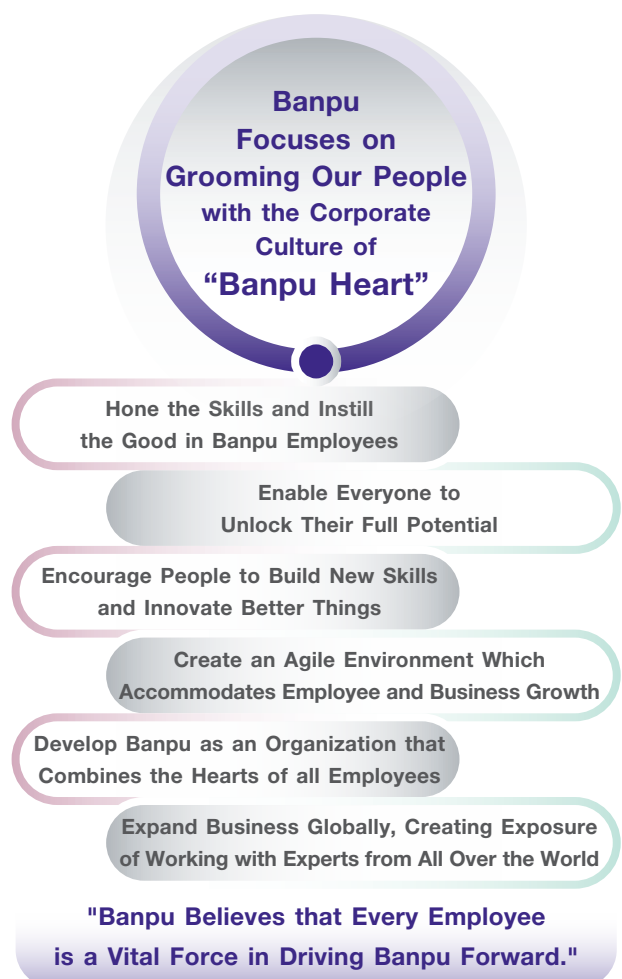 Banpu
Focuses on
Grooming Our People
with the Corporate
Culture of
“Banpu Heart”
Hone the Skills and Instill
the Good in Banpu Employees
Enable Everyone to
Unlock Their Full Potential
Encourage People to Build New Skills
and Innovate Better Things
Create an Agile Environment Which
Accommodates Employee and Business Growth
Develop Banpu as an Organization that
Combines the Hearts of all Employees
Expand Business Globally, Creating Exposure
of Working with Experts from All Over the World
"Banpu Believes that Every Employee
is a Vital Force in Driving Banpu Forward."